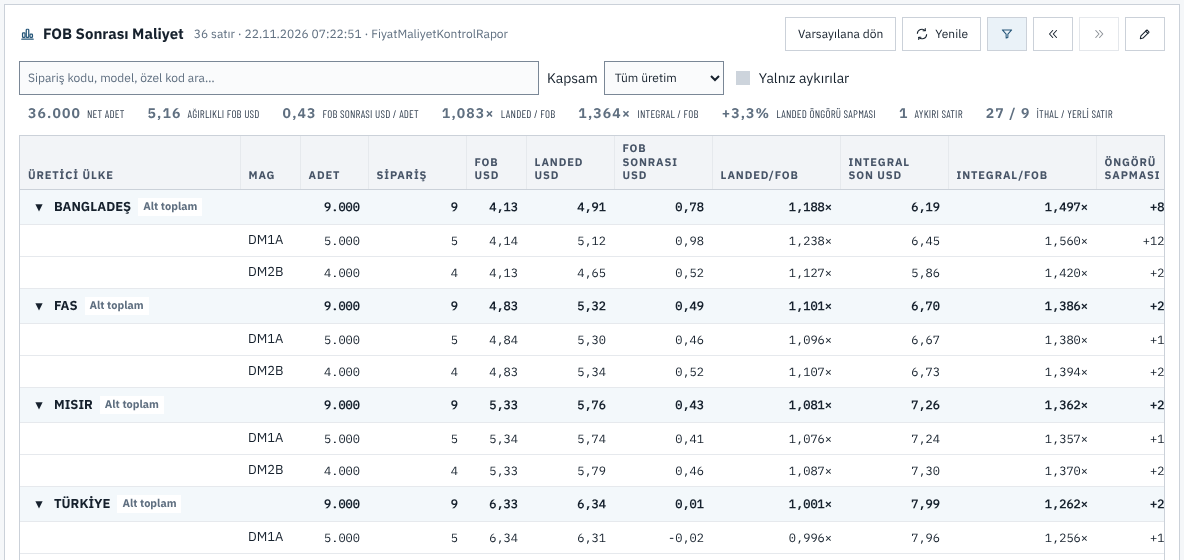 FOB Sonrası Maliyet 36 satır · 22.11.2026 07:22:51 · FiyatMaliyetKontrolRapor Varsayılana dön Yenile
Sipariş kodu, model, özel kod ara... Kapsam Tüm üretim Yalnız aykırılar
36.000 NET ADET 5,16 AĞIRLIKLI FOB USD 0,43 FOB SONRASI USD / ADET 1,083× LANDED / FOB 1,364× INTEGRAL / FOB +3,3% LANDED ÖNGÖRÜ SAPMASI 1 AYKIRI SATIR 27 / 9 İTHAL / YERLİ SATIR
ÜRETİCİ ÜLKE MAG ADET SİPARİŞ FOB USD LANDED USD FOB SONRASI USD LANDED/FOB INTEGRAL SON USD INTEGRAL/FOB ÖNGÖRÜ SAPMASI
▼ BANGLADEŞ Alt toplam 9.000 9 4,13 4,91 0,78 1,188× 6,19 1,497× +8
DM1A 5.000 5 4,14 5,12 0,98 1,238× 6,45 1,560× +12
DM2B 4.000 4 4,13 4,65 0,52 1,127× 5,86 1,420× +2
▼ FAS Alt toplam 9.000 9 4,83 5,32 0,49 1,101× 6,70 1,386× +2
DM1A 5.000 5 4,84 5,30 0,46 1,096× 6,67 1,380× +1
DM2B 4.000 4 4,83 5,34 0,52 1,107× 6,73 1,394× +2
▼ MISIR Alt toplam 9.000 9 5,33 5,76 0,43 1,081× 7,26 1,362× +2
DM1A 5.000 5 5,34 5,74 0,41 1,076× 7,24 1,357× +1
DM2B 4.000 4 5,33 5,79 0,46 1,087× 7,30 1,370× +2
▼ TÜRKİYE Alt toplam 9.000 9 6,33 6,34 0,01 1,001× 7,99 1,262× +2
DM1A 5.000 5 6,34 6,31 -0,02 0,996× 7,96 1,256× +1